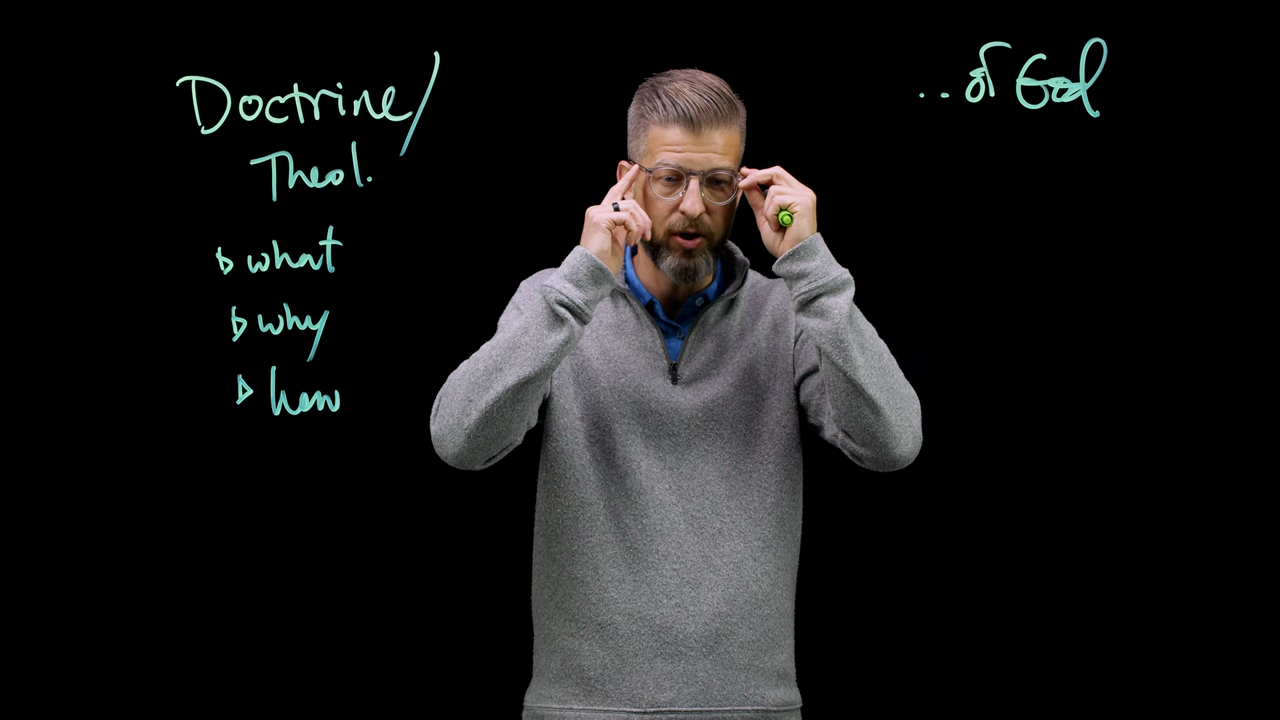 Doctrine/
Theol.
what
why
how
.. of God